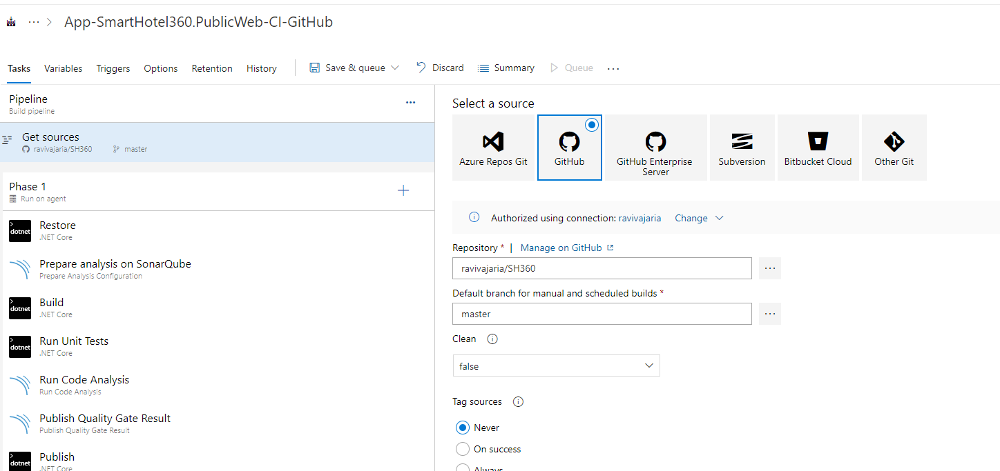 ··· > App-SmartHotel360.PublicWeb-CI-GitHub
Tasks Variables Triggers Options Retention History Save & queue Discard Summary Queue ...
Pipeline
Build pipeline
Get sources
ravivajaria/SH360 master
Phase 1
Run on agent
>
dotnet
Restore
.NET Core
Prepare analysis on SonarQube
Prepare Analysis Configuration
>
dotnet
Build
.NET Core
>
dotnet
Run Unit Tests
.NET Core
Run Code Analysis
Run Code Analysis
Publish Quality Gate Result
Publish Quality Gate Result
>
dotnet
Publish
.NET Core
Select a source
Azure Repos Git
GitHub
GitHub Enterprise
Server
Subversion
Bitbucket Cloud
Other Git
Authorized using connection: ravivajaria Change
Repository * | Manage on GitHub
ravivajaria/SH360
Default branch for manual and scheduled builds *
master
Clean
false
Tag sources
Never
On success
Always